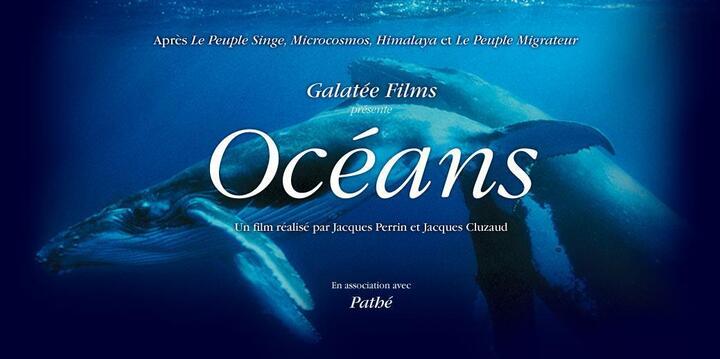 Après Le Peuple Singe, Microcosmos, Himalaya et Le Peuple Migrateur
Galatée Films
présente
Océans
Un film réalisé par Jacques Perrin et Jacques Cluzaud
En association avec
Pathé